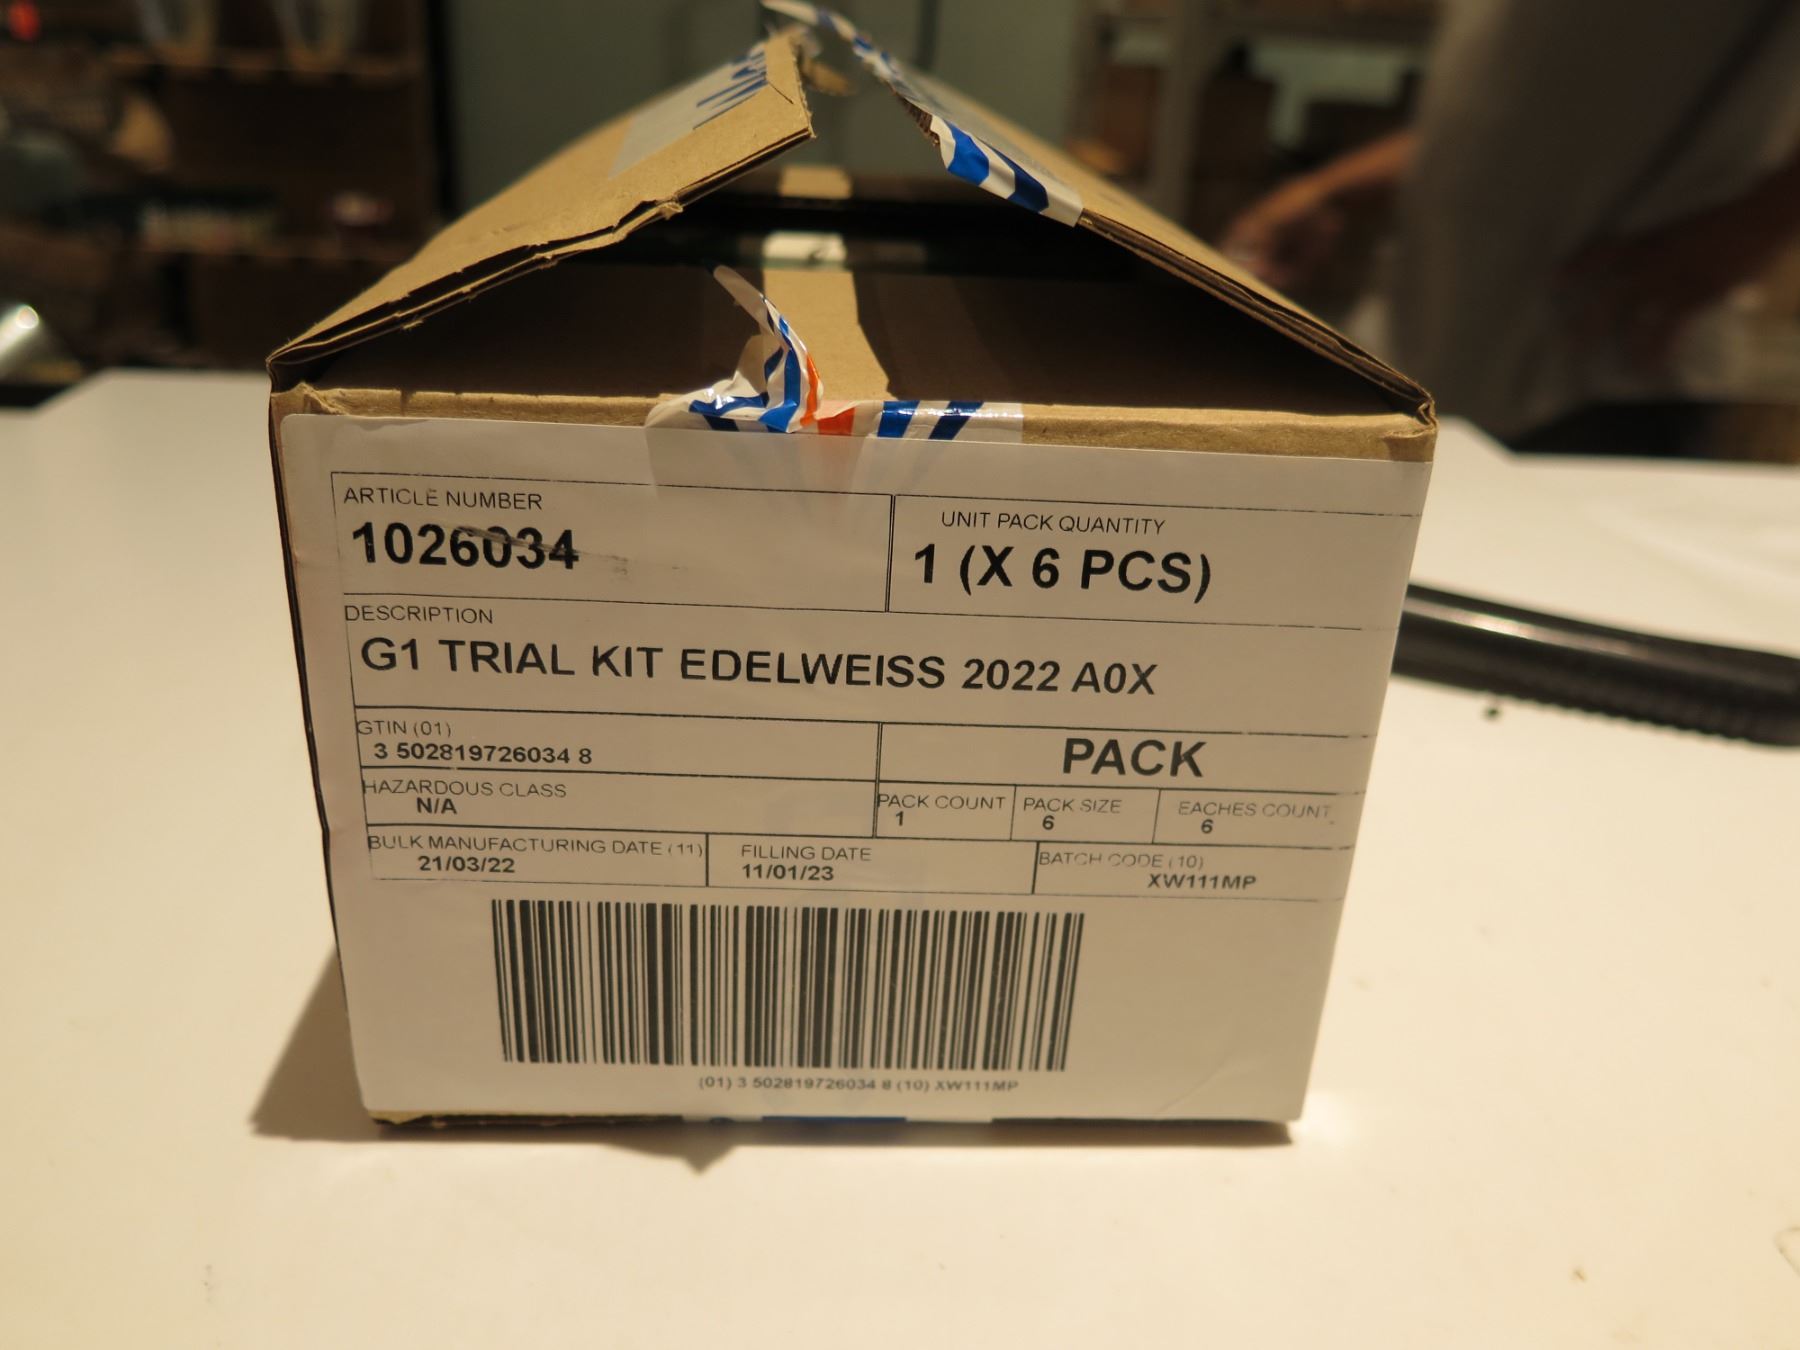 ARTICLE NUMBER
1026034
UNIT PACK QUANTITY
1 (X 6 PCS)
DESCRIPTION
G1 TRIAL KIT EDELWEISS 2022 A0X
GTIN (01)
3 502819726034 8
PACK
HAZARDOUS CLASS
N/A
PACK COUNT
1
PACK SIZE
6
EACHES COUNT
6
BULK MANUFACTURING DATE (11)
21/03/22
FILLING DATE
11/01/23
BATCH CODE (10)
XW111MP
(01) 3 502819726034 8 (10) XW111MP